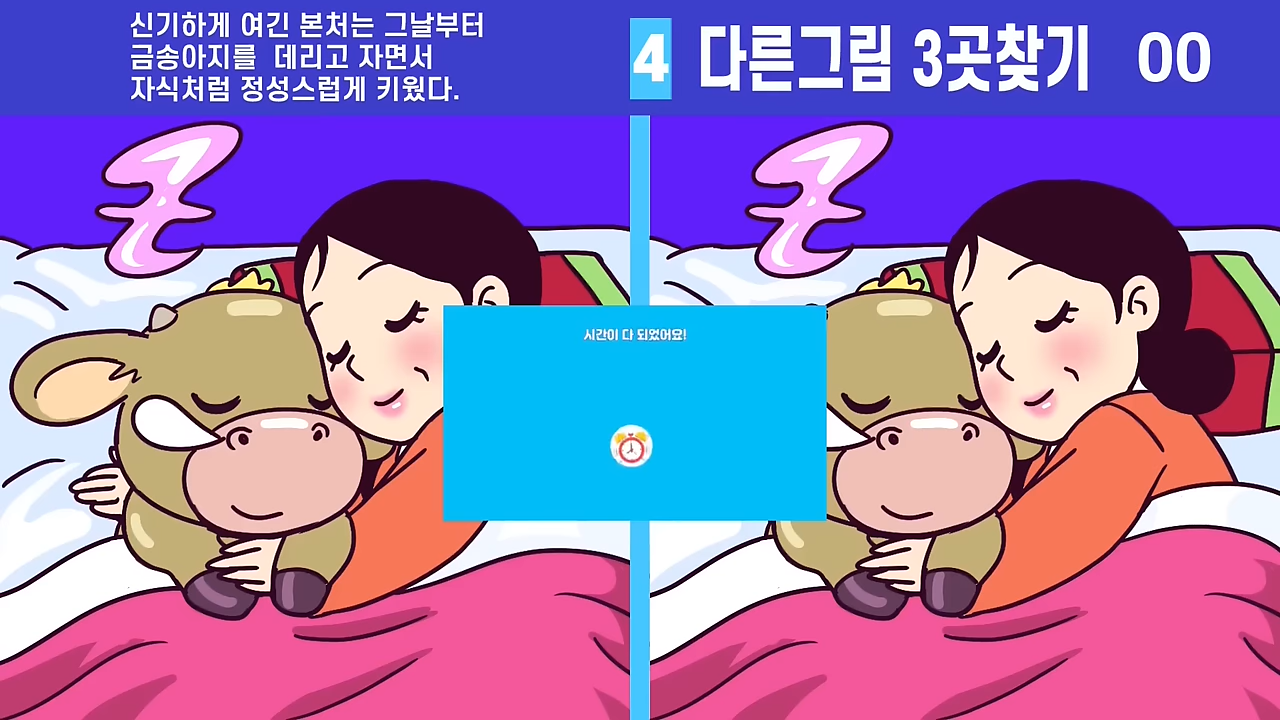 신기하게 여긴 본처는 그날부터
금송아지를 데리고 자면서
자식처럼 정성스럽게 키웠다.
4 다른그림 3곳찾기 00
시간이 다 되었어요!